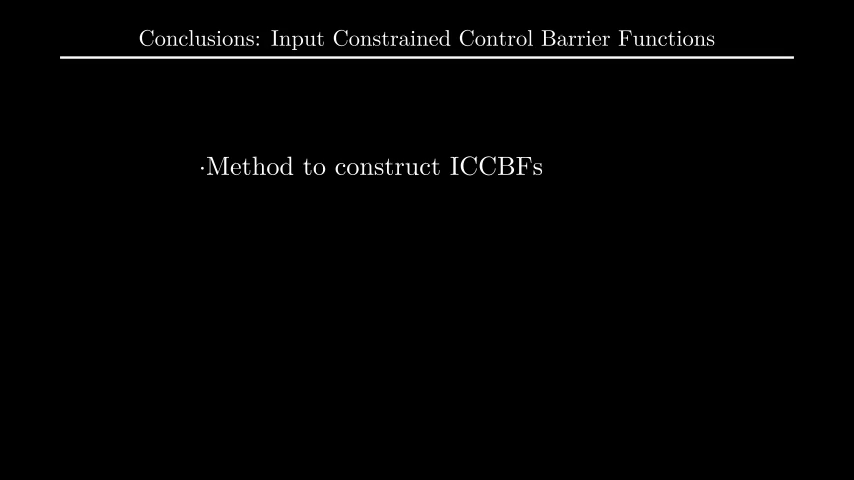 Conclusions: Input Constrained Control Barrier Functions
·Method to construct ICCBFs